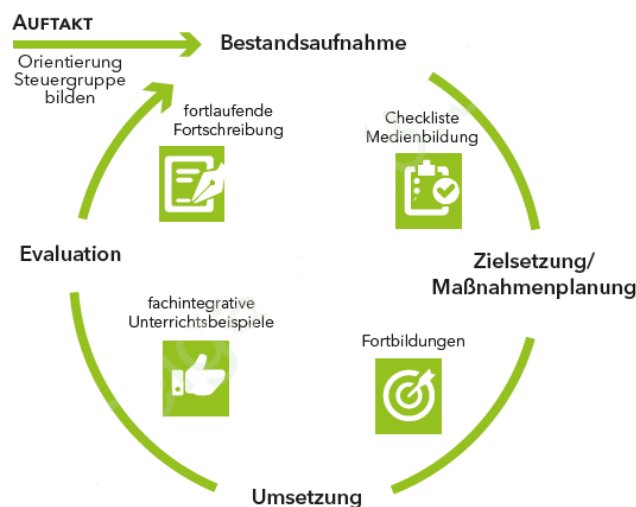 AUFTAKT
Orientierung
Steuergruppe
bilden
Bestandsaufnahme
fortlaufende
Fortschreibung
Checkliste
Medienbildung
Evaluation
Zielsetzung/
Maßnahmenplanung
fachintegrative
Unterrichtsbeispiele
Fortbildungen
Umsetzung